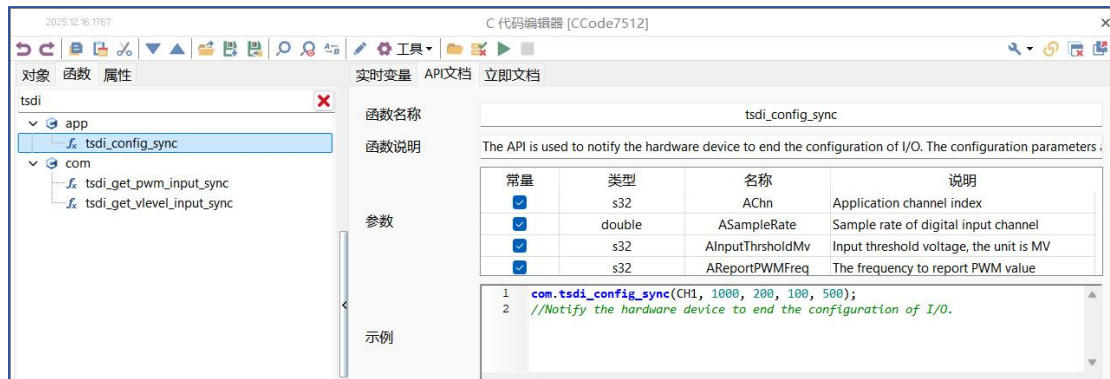 2025.12.16.1767
C 代码编辑器 [CCode7512]
工具
对象 函数 属性
实时变量 API文档 立即文档
tsdi
app
tsdi_config_sync
com
tsdi_get_pwm_input_sync
tsdi_get_vlevel_input_sync
函数名称 tsdi_config_sync
函数说明 The API is used to notify the hardware device to end the configuration of I/O. The configuration parameters
参数
常量 类型 名称 说明
s32 AChn Application channel index
double ASampleRate Sample rate of digital input channel
s32 AInputThrsholdMv Input threshold voltage, the unit is MV
s32 AReportPWMFreq The frequency to report PWM value
示例
1 com.tsdi_config_sync(CH1, 1000, 200, 100, 500);
2 //Notify the hardware device to end the configuration of I/O.